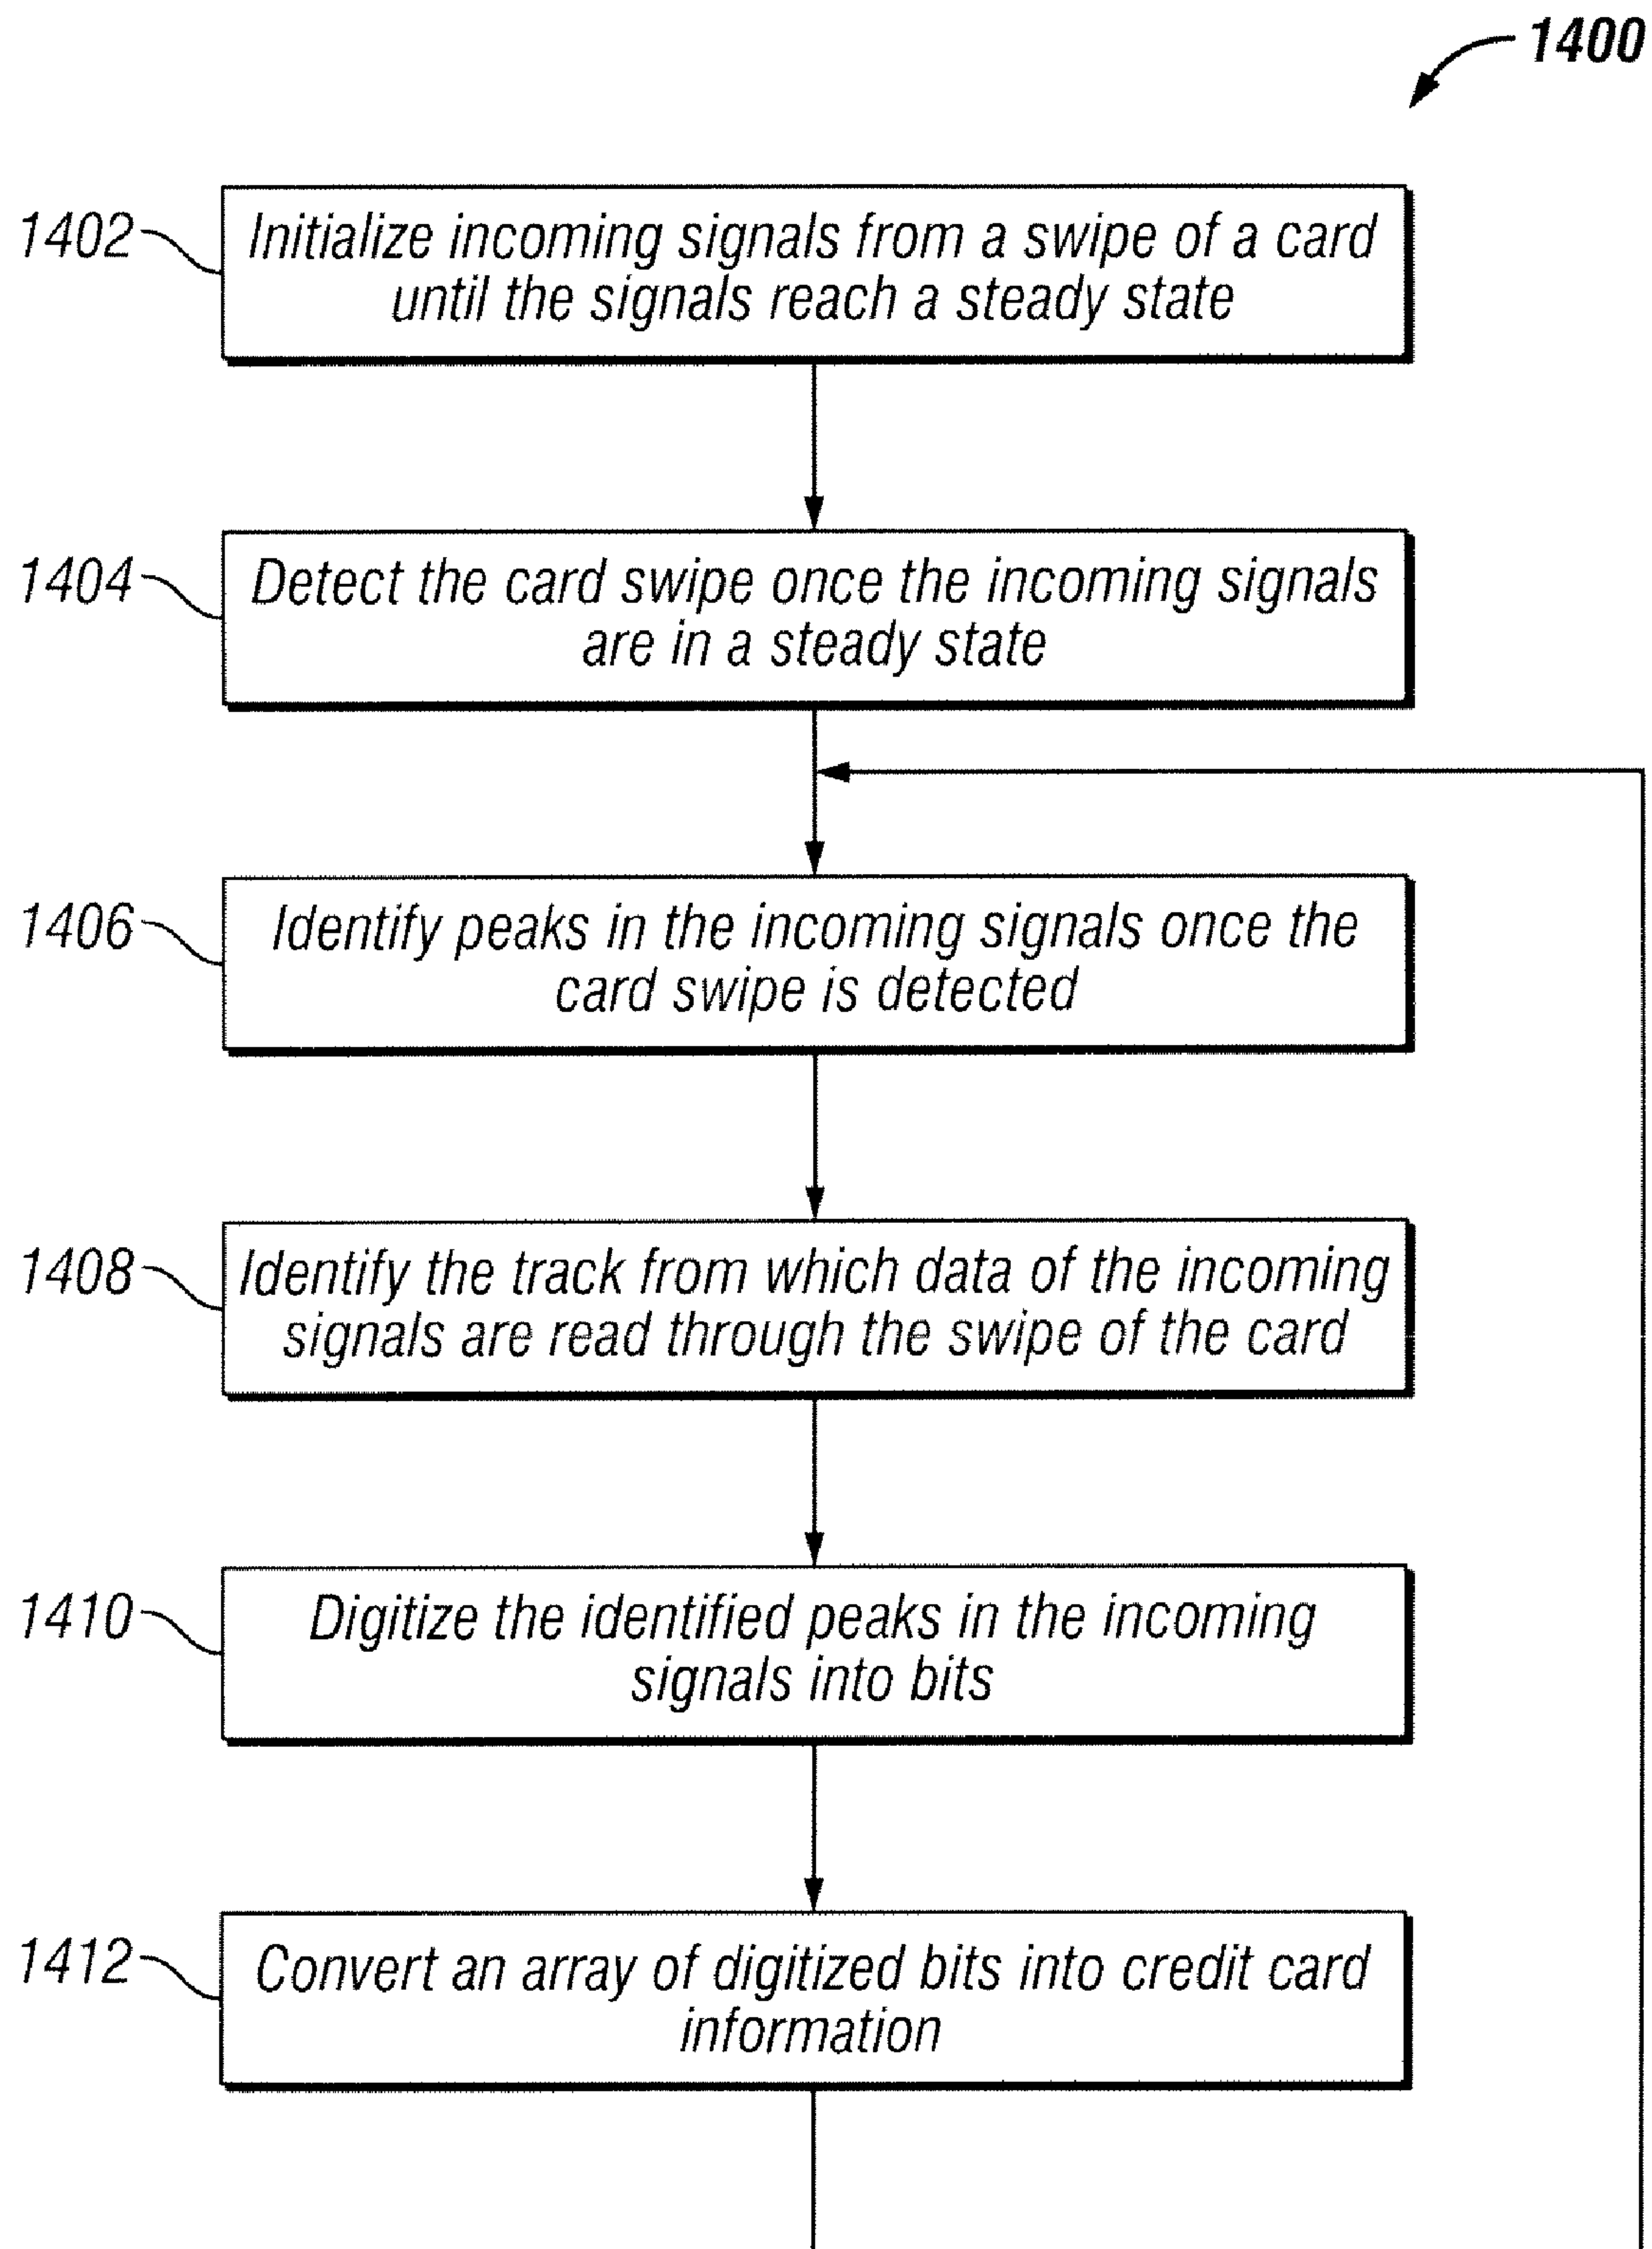 1400
1402
Initialize incoming signals from a swipe of a card
until the signals reach a steady state
1404
Detect the card swipe once the incoming signals
are in a steady state
1406
Identify peaks in the incoming signals once the
card swipe is detected
1408
Identify the track from which data of the incoming
signals are read through the swipe of the card
1410
Digitize the identified peaks in the incoming
signals into bits
1412
Convert an array of digitized bits into credit card
information